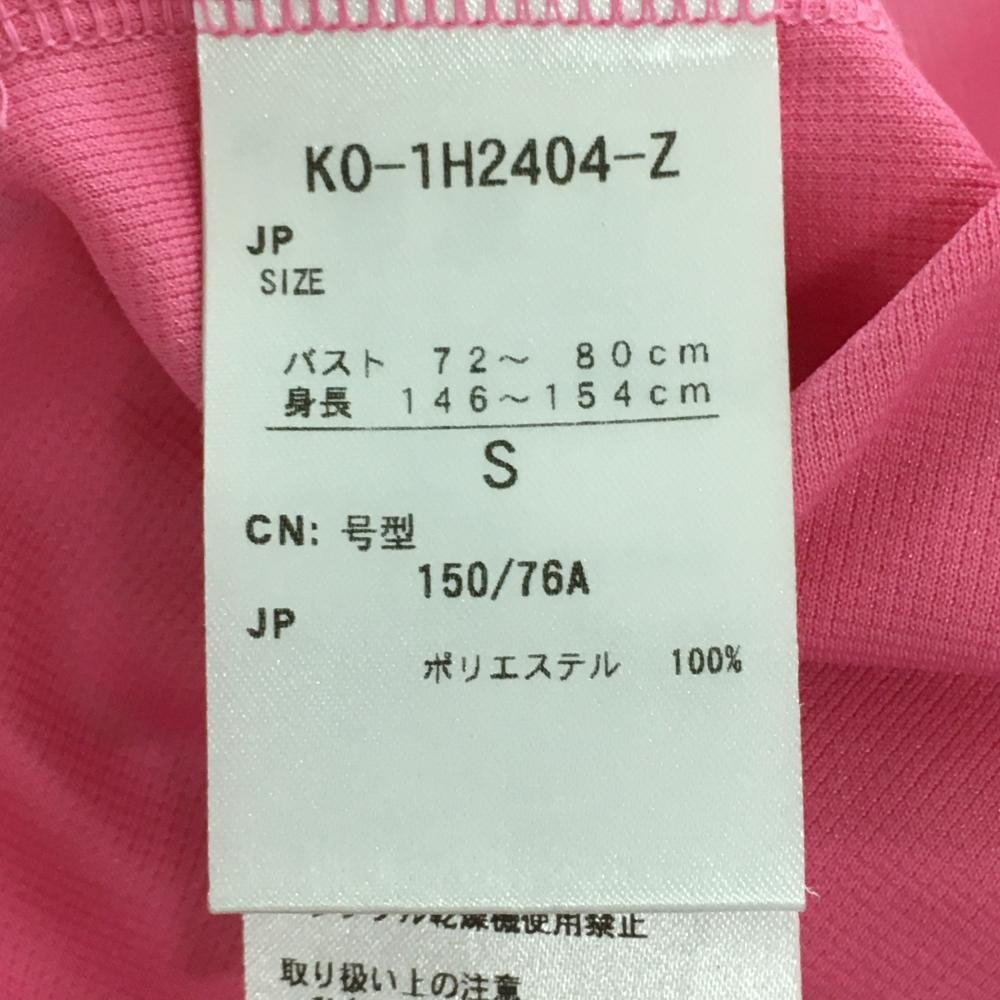 KO-1H2404-Z
JP
SIZE
バスト 72～ 80cm
身長 146～154cm
S
CN: 号型
150/76A
JP
ポリエステル 100%
乾燥機使用禁止
取り扱い上の注意